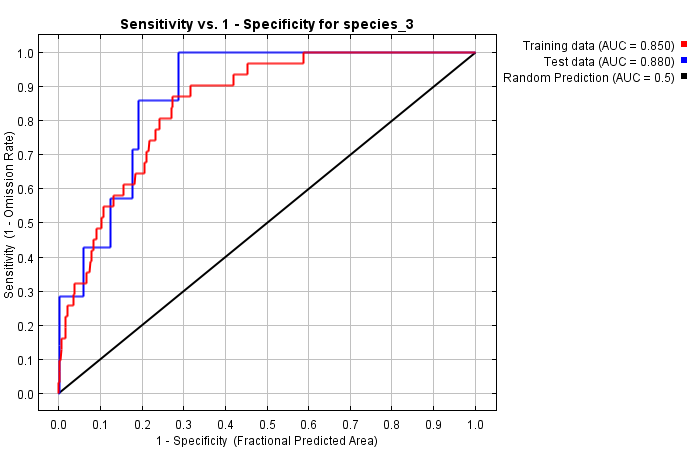 Sensitivity vs. 1 - Specificity for species_3
Training data (AUC = 0.850)
Test data (AUC = 0.880)
Random Prediction (AUC = 0.5)
Sensitivity (1 - Omission Rate)
1.0
0.9
0.8
0.7
0.6
0.5
0.4
0.3
0.2
0.1
0.0
0.0 0.1 0.2 0.3 0.4 0.5 0.6 0.7 0.8 0.9 1.0
1 - Specificity (Fractional Predicted Area)